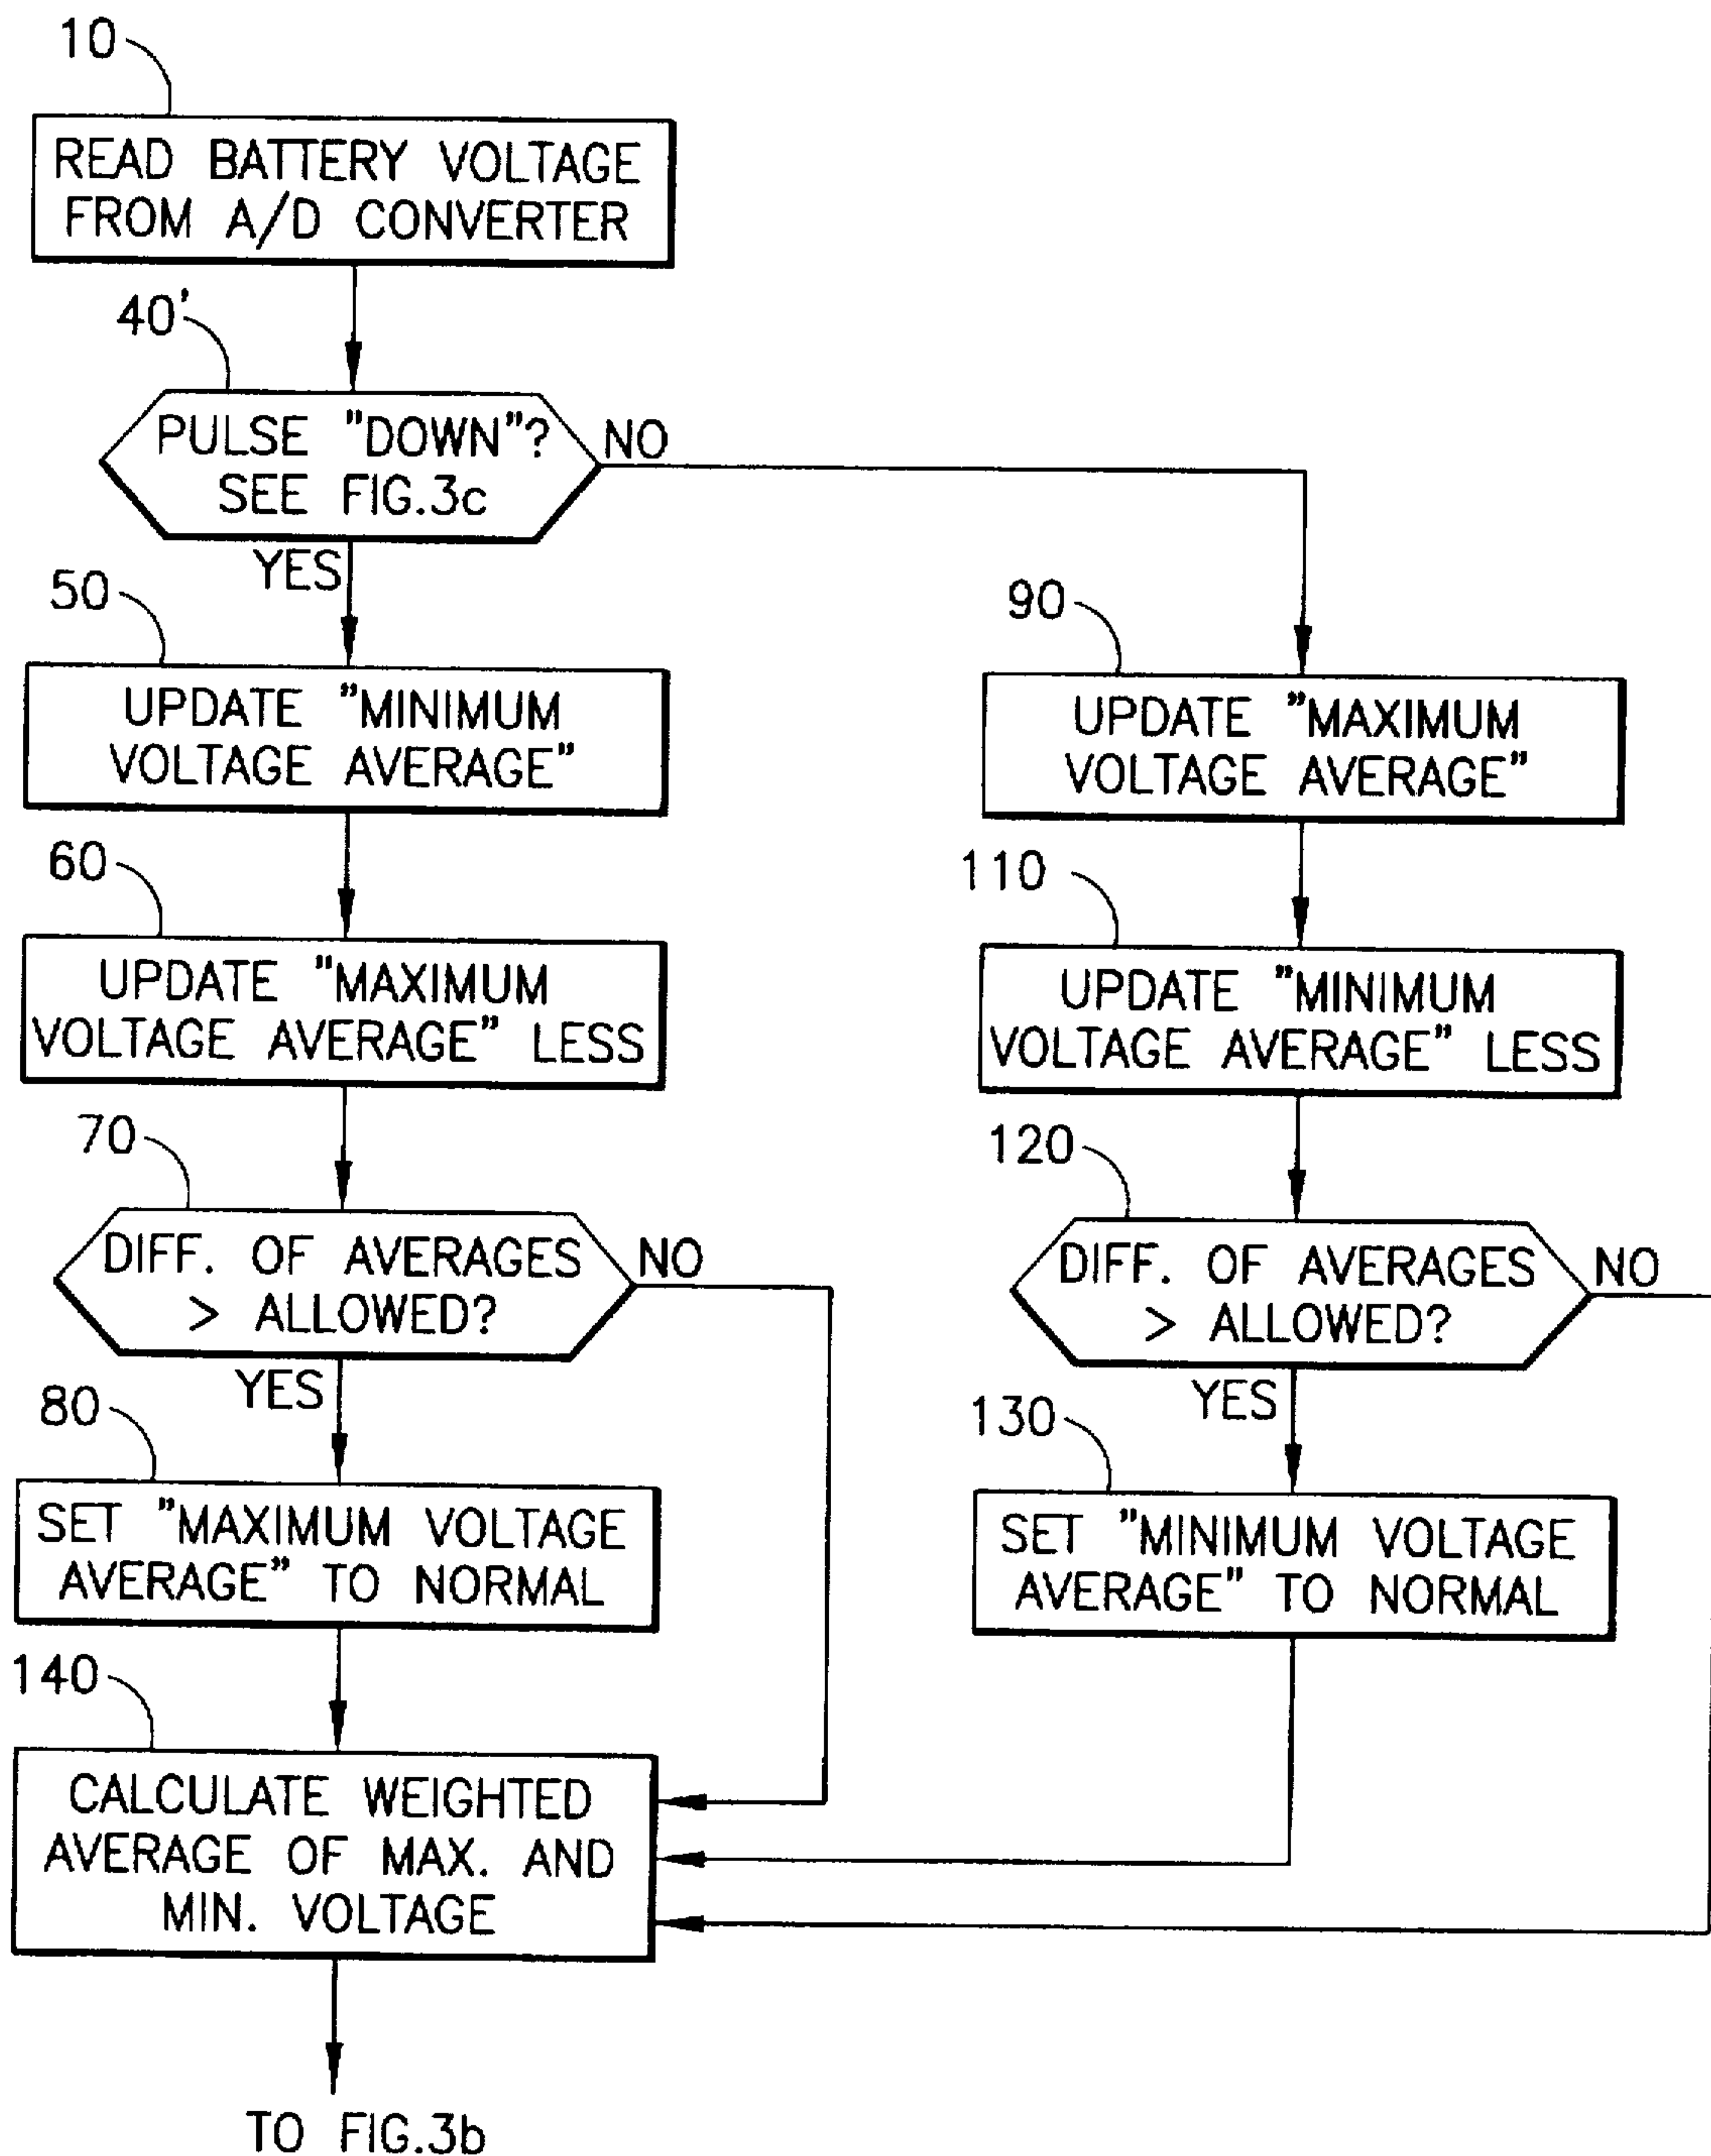 10
READ BATTERY VOLTAGE
FROM A/D CONVERTER
40'
PULSE "DOWN"?
SEE FIG.3c
NO
YES
50
UPDATE "MINIMUM
VOLTAGE AVERAGE"
60
UPDATE "MAXIMUM
VOLTAGE AVERAGE" LESS
70
DIFF. OF AVERAGES
> ALLOWED?
NO
YES
80
SET "MAXIMUM VOLTAGE
AVERAGE" TO NORMAL
90
UPDATE "MAXIMUM
VOLTAGE AVERAGE"
110
UPDATE "MINIMUM
VOLTAGE AVERAGE" LESS
120
DIFF. OF AVERAGES
> ALLOWED?
NO
YES
130
SET "MINIMUM VOLTAGE
AVERAGE" TO NORMAL
140
CALCULATE WEIGHTED
AVERAGE OF MAX. AND
MIN. VOLTAGE
TO FIG.3b